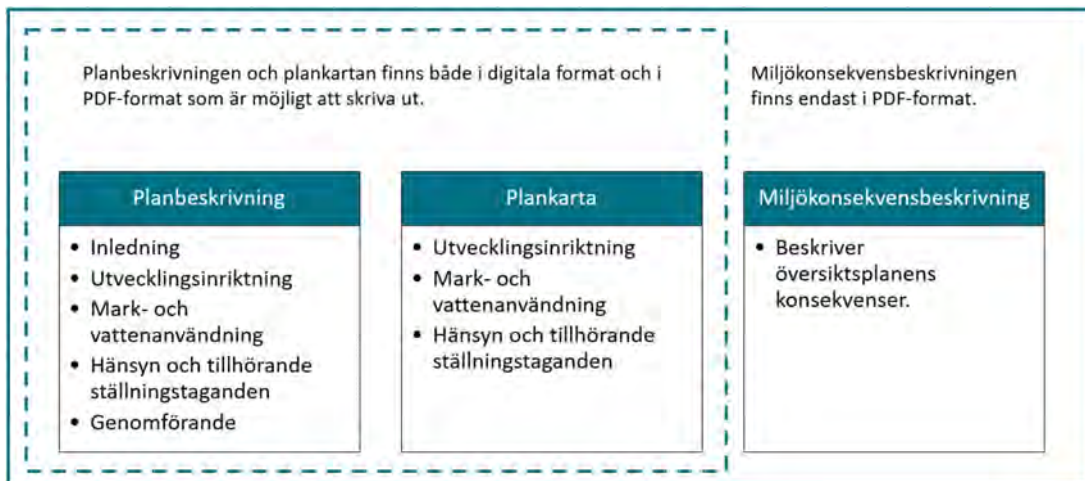 Planbeskrivningen och plankartan finns både i digitala format och i
PDF-format som är möjligt att skriva ut.
Miljökonsekvensbeskrivningen
finns endast i PDF-format.
Planbeskrivning
• Inledning
• Utvecklingsinriktning
• Mark- och
vattenanvändning
• Hänsyn och tillhörande
ställningstaganden
• Genomförande
Plankarta
• Utvecklingsinriktning
• Mark- och
vattenanvändning
• Hänsyn och tillhörande
ställningstaganden
Miljökonsekvensbeskrivning
• Beskriver
översiktsplanens
konsekvenser.